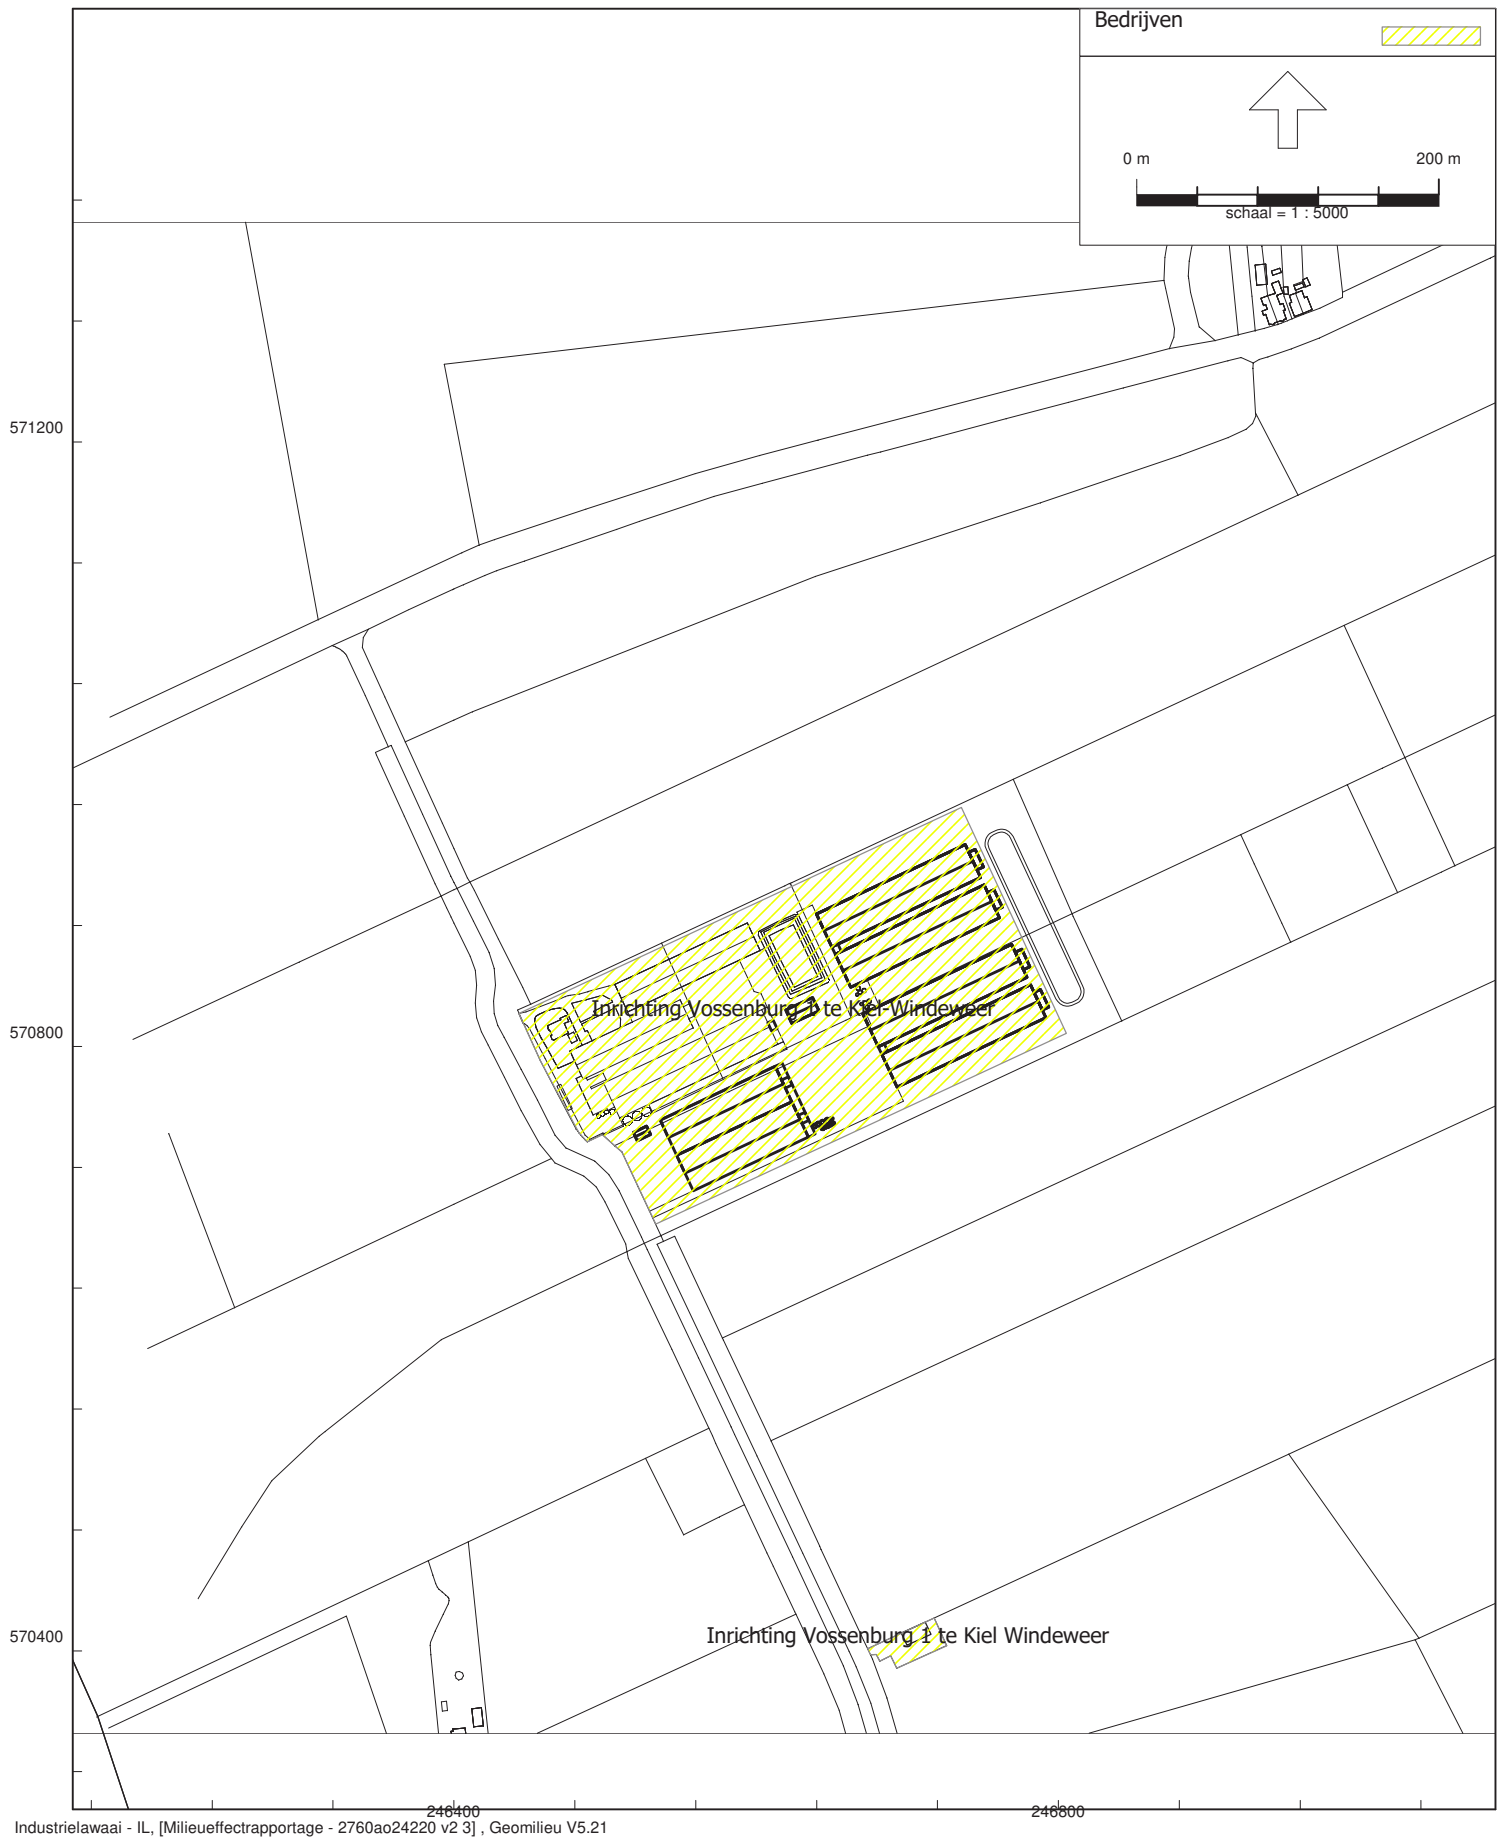 Bedrijven
0 m 200 m
schaal = 1 : 5000
571200
570800
Inrichting Vossenburg 1 te Kiel-Windeweer
570400
Inrichting Vossenburg 1 te Kiel Windeweer
246400 246800
Industrielawaai - IL, [Milieueffectrapportage - 2760ao24220 v2 3] , Geomilieu V5.21